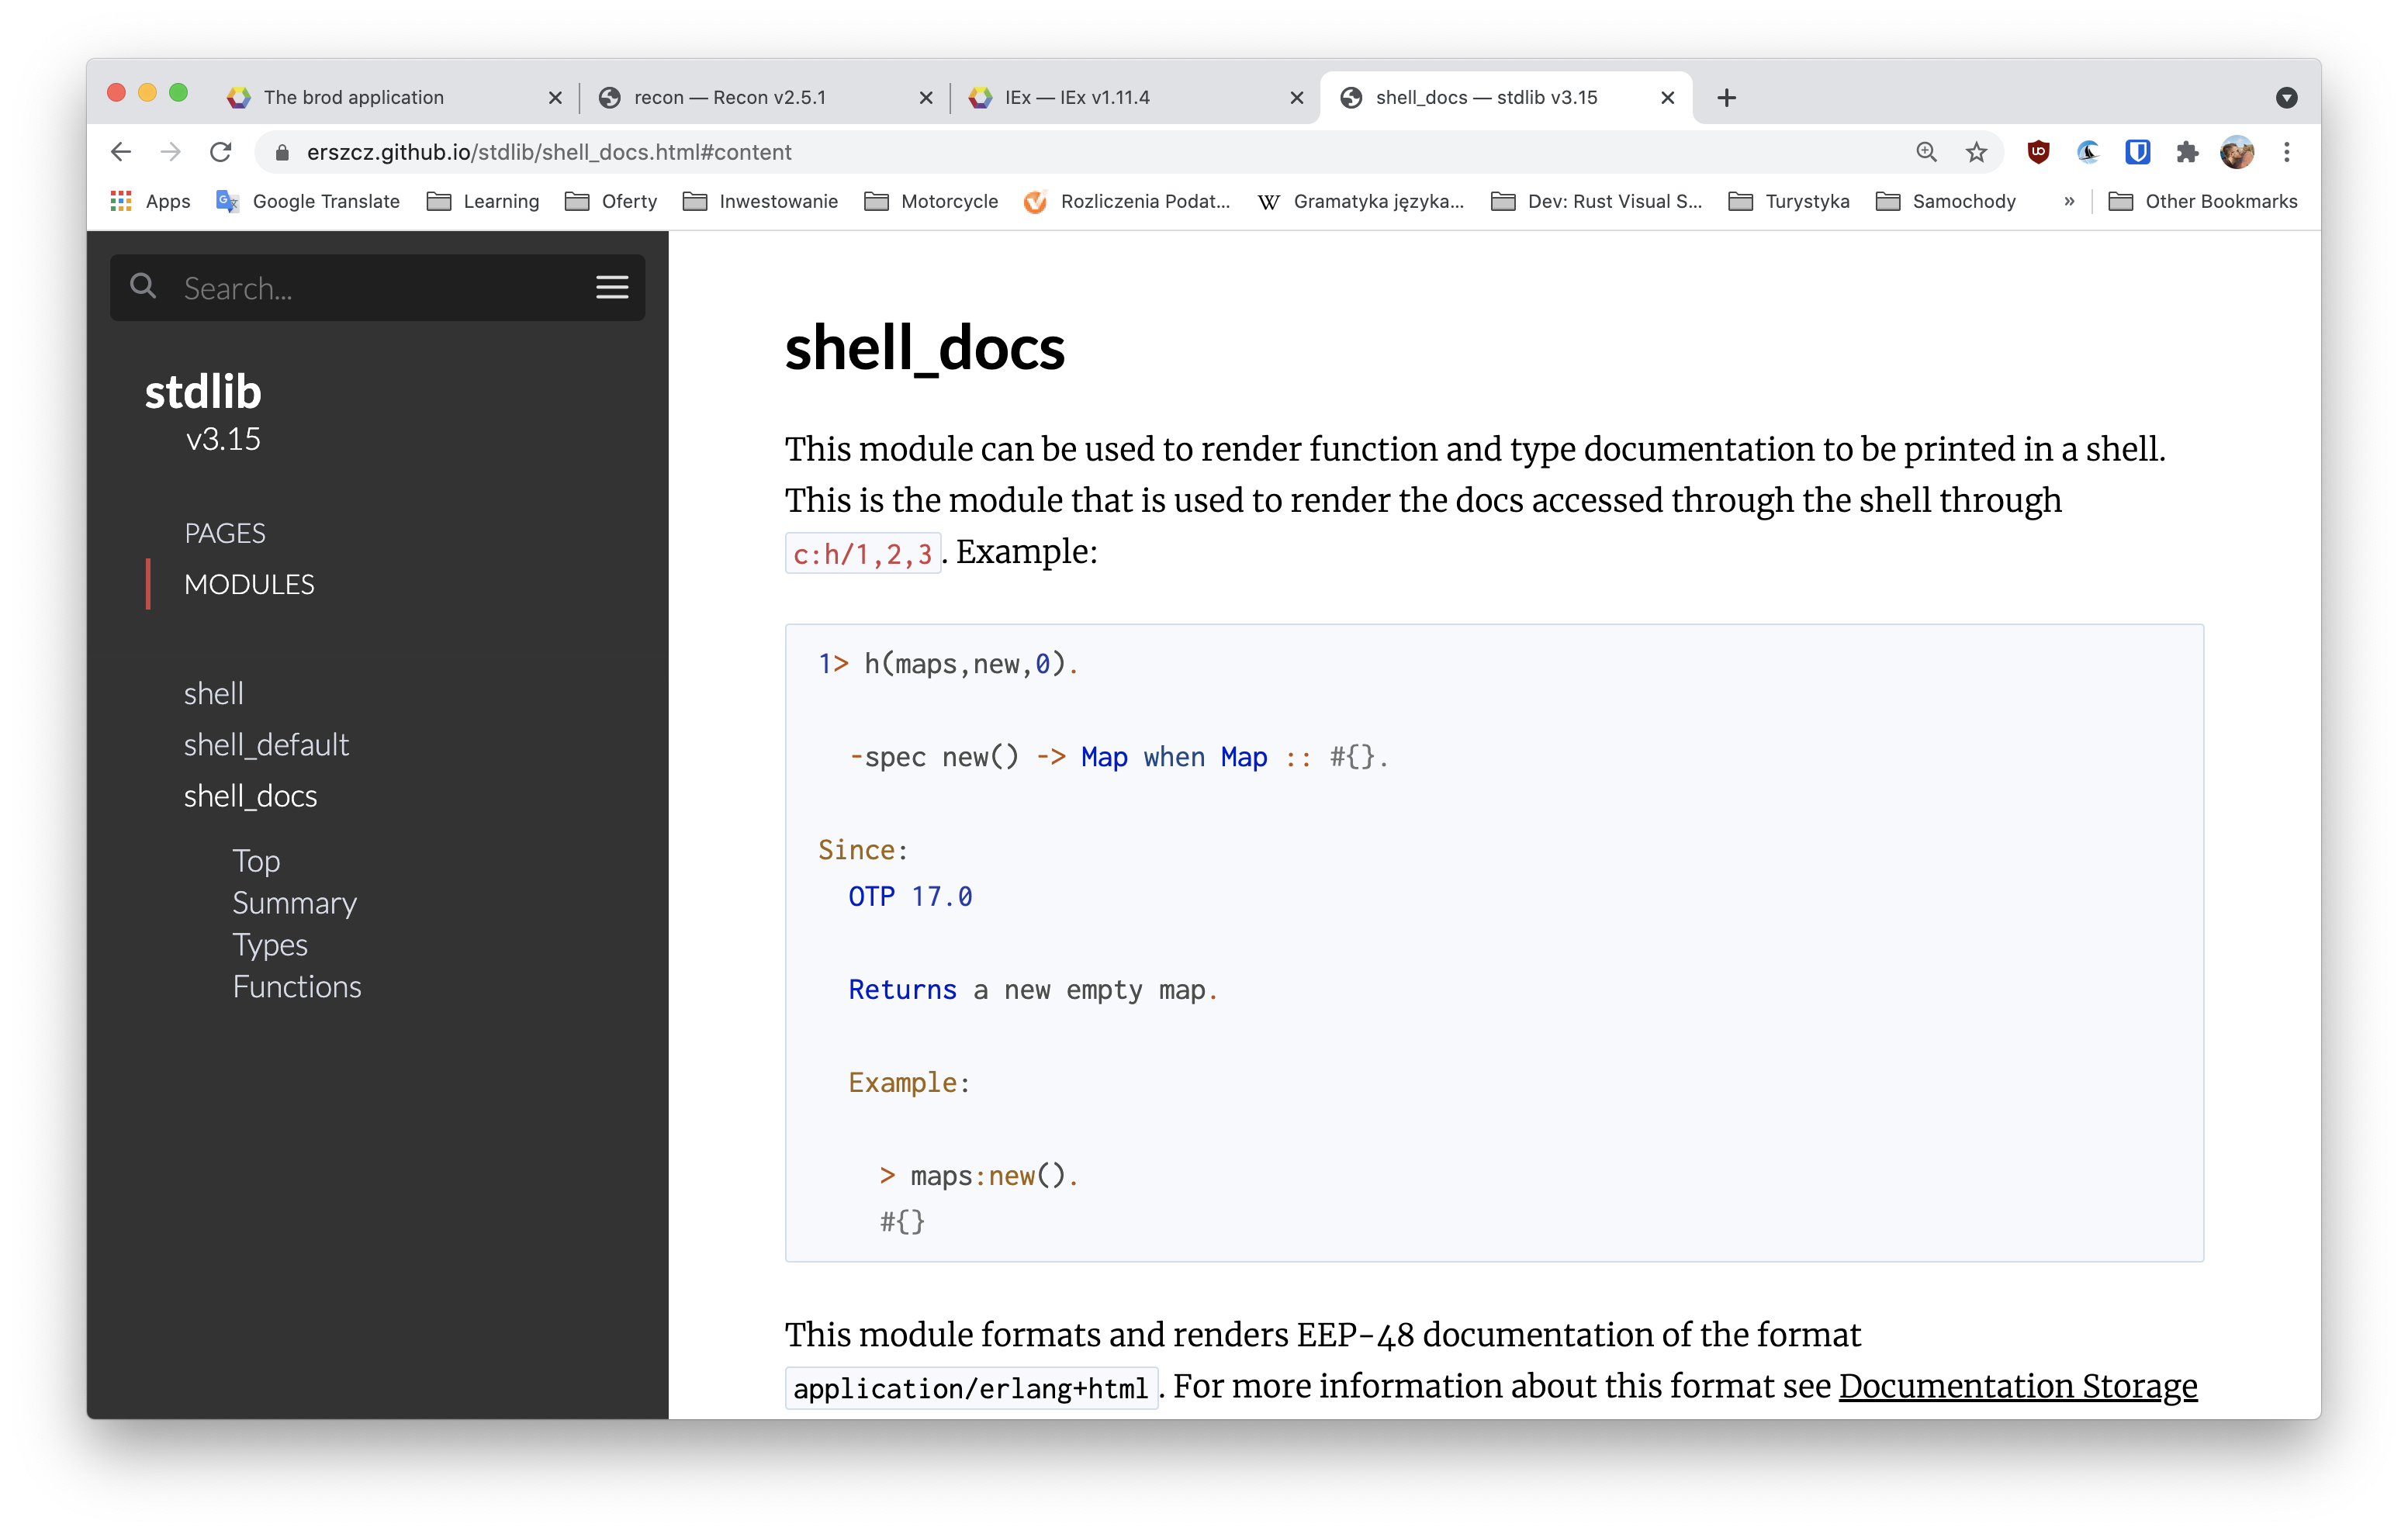 The brod application
recon — Recon v2.5.1
IEx — IEx v1.11.4
shell_docs — stdlib v3.15
erszcz.github.io/stdlib/shell_docs.html#content
Apps
Google Translate
Learning
Oferty
Inwestowanie
Motorcycle
Rozliczenia Podat...
Gramatyka języka...
Dev: Rust Visual S...
Turystyka
Samochody
»
Other Bookmarks
Search...
stdlib
v3.15
PAGES
MODULES
shell
shell_default
shell_docs
Top
Summary
Types
Functions
shell_docs
This module can be used to render function and type documentation to be printed in a shell.
This is the module that is used to render the docs accessed through the shell through
c:h/1,2,3. Example:
1> h(maps,new,0).
-spec new() -> Map when Map :: #{}.
Since:
OTP 17.0
Returns a new empty map.
Example:
> maps:new().
#{}
This module formats and renders EEP-48 documentation of the format
application/erlang+html. For more information about this format see Documentation Storage